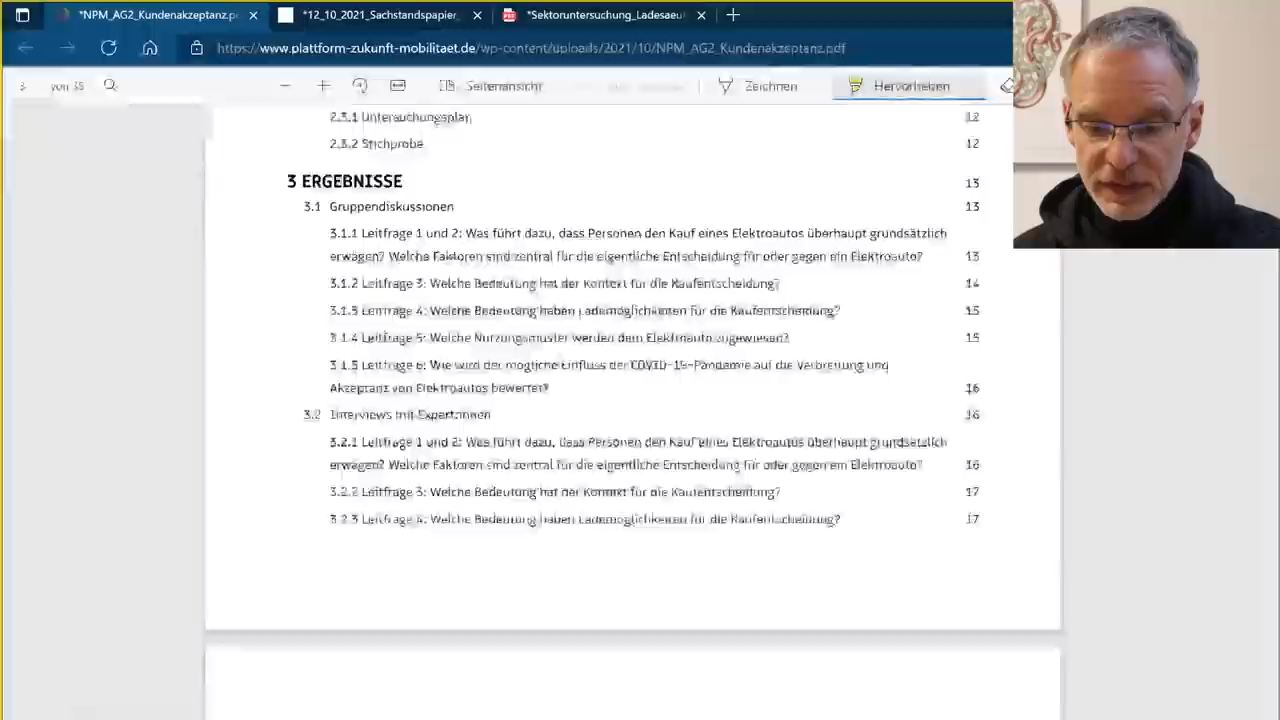 *NPM_AG2_Kundenakzeptanz.p
*12_10_2021_Sachstandspapier_
*Sektoruntersuchung_Ladesaeul
https://www.plattform-zukunft-mobilitaet.de/wp-content/uploads/2021/10/NPM_AG2_Kundenakzeptanz.pdf
3 von 35
Seitenansicht
Zeichnen
Hervorheben
2.3.1 Untersuchungsplan 12
2.3.2 Stichprobe 12
3 ERGEBNISSE 13
3.1 Gruppendiskussionen 13
3.1.1 Leitfrage 1 und 2: Was führt dazu, dass Personen den Kauf eines Elektroautos überhaupt grundsätzlich
erwägen? Welche Faktoren sind zentral für die eigentliche Entscheidung für oder gegen ein Elektroauto? 13
3.1.2 Leitfrage 3: Welche Bedeutung hat der Kontext für die Kaufentscheidung? 14
3.1.3 Leitfrage 4: Welche Bedeutung haben Lademöglichkeiten für die Kaufentscheidung? 15
3.1.4 Leitfrage 5: Welche Nutzungsmuster werden dem Elektroauto zugewiesen? 15
3.1.5 Leitfrage 6: Wie wird der mögliche Einfluss der COVID-19-Pandemie auf die Verbreitung und
Akzeptanz von Elektroautos bewertet? 16
3.2 Interviews mit Expert:innen 16
3.2.1 Leitfrage 1 und 2: Was führt dazu, dass Personen den Kauf eines Elektroautos überhaupt grundsätzlich
erwägen? Welche Faktoren sind zentral für die eigentliche Entscheidung für oder gegen ein Elektroauto? 16
3.2.2 Leitfrage 3: Welche Bedeutung hat der Kontext für die Kaufentscheidung? 17
3.2.3 Leitfrage 4: Welche Bedeutung haben Lademöglichkeiten für die Kaufentscheidung? 17